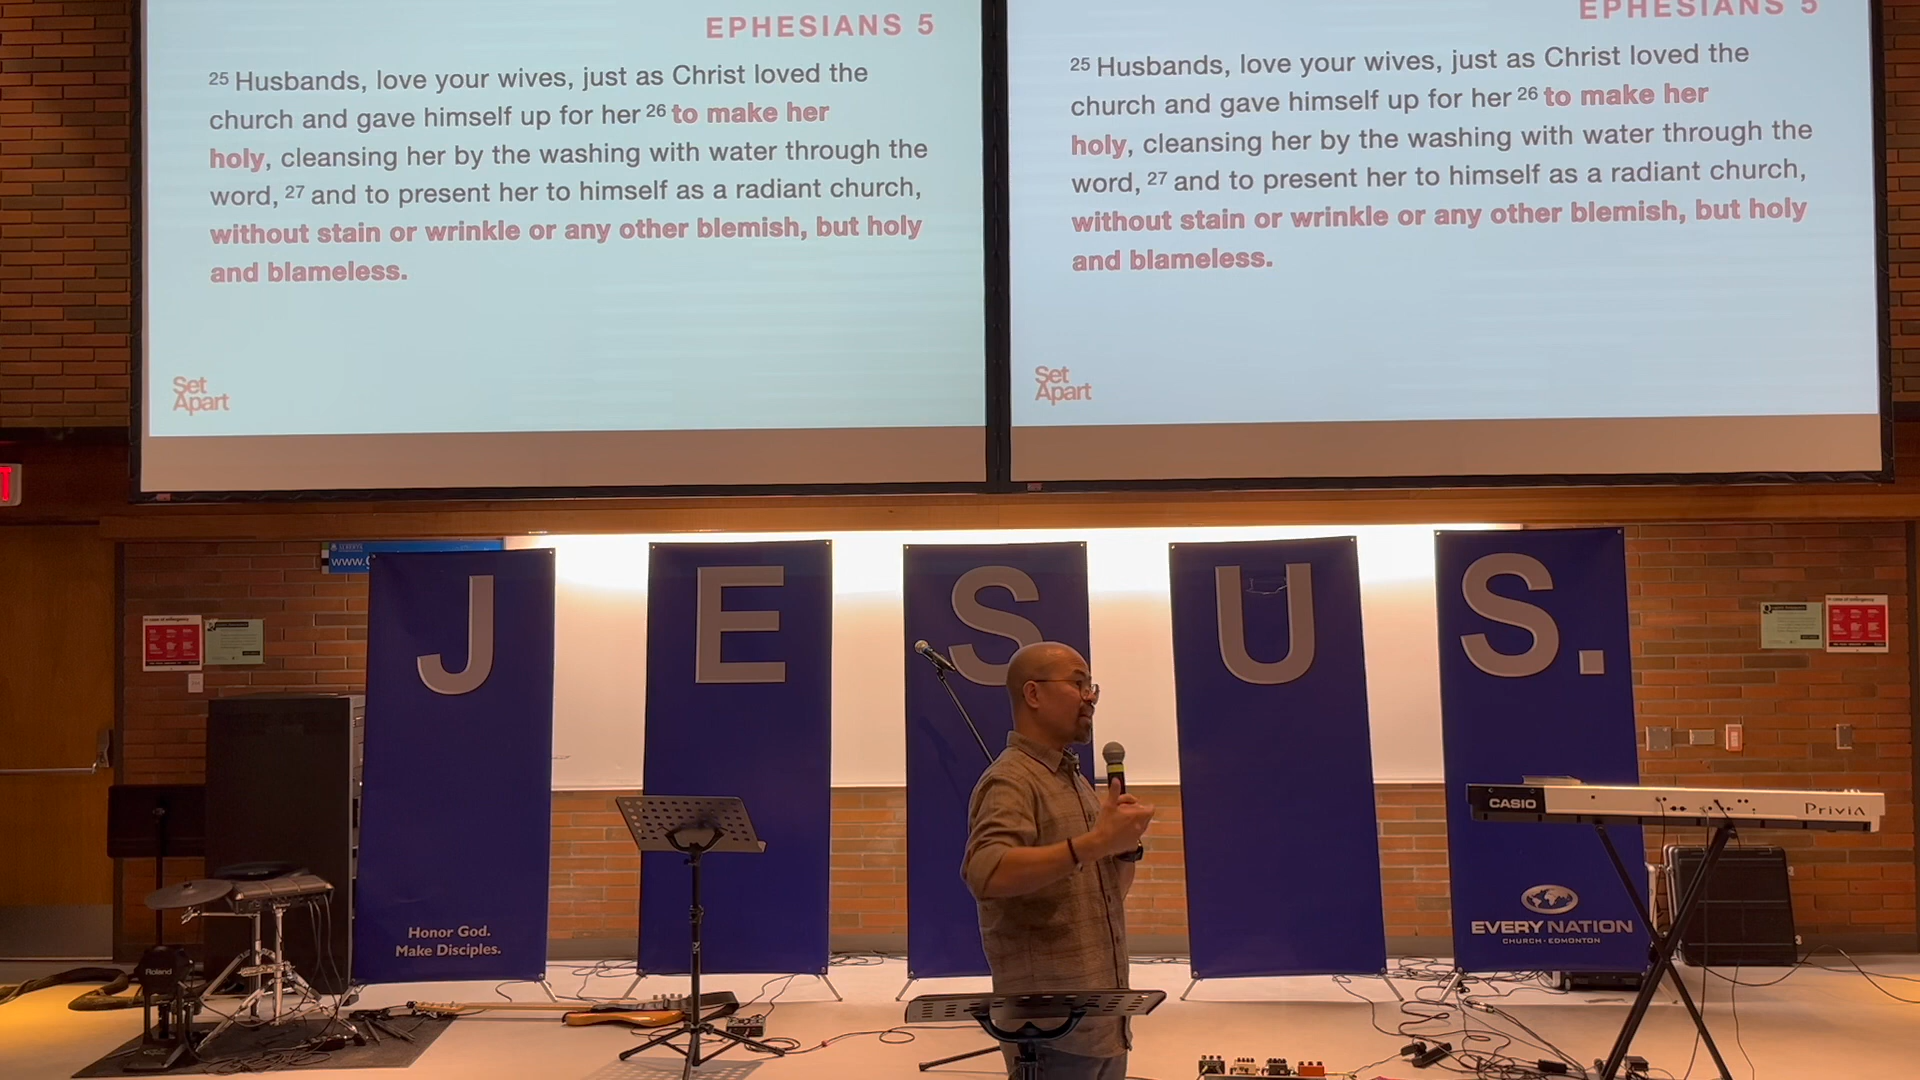 EPHESIANS 5
25 Husbands, love your wives, just as Christ loved the
church and gave himself up for her 26 to make her
holy, cleansing her by the washing with water through the
word, 27 and to present her to himself as a radiant church,
without stain or wrinkle or any other blemish, but holy
and blameless.
Set
Apart
EPHESIANS 5
25 Husbands, love your wives, just as Christ loved the
church and gave himself up for her 26 to make her
holy, cleansing her by the washing with water through the
word, 27 and to present her to himself as a radiant church,
without stain or wrinkle or any other blemish, but holy
and blameless.
Set
Apart
T
www.
J E S U S.
Honor God.
Make Disciples.
EVERY NATION
CHURCH • EDMONTON
CASIO
Privia
Roland